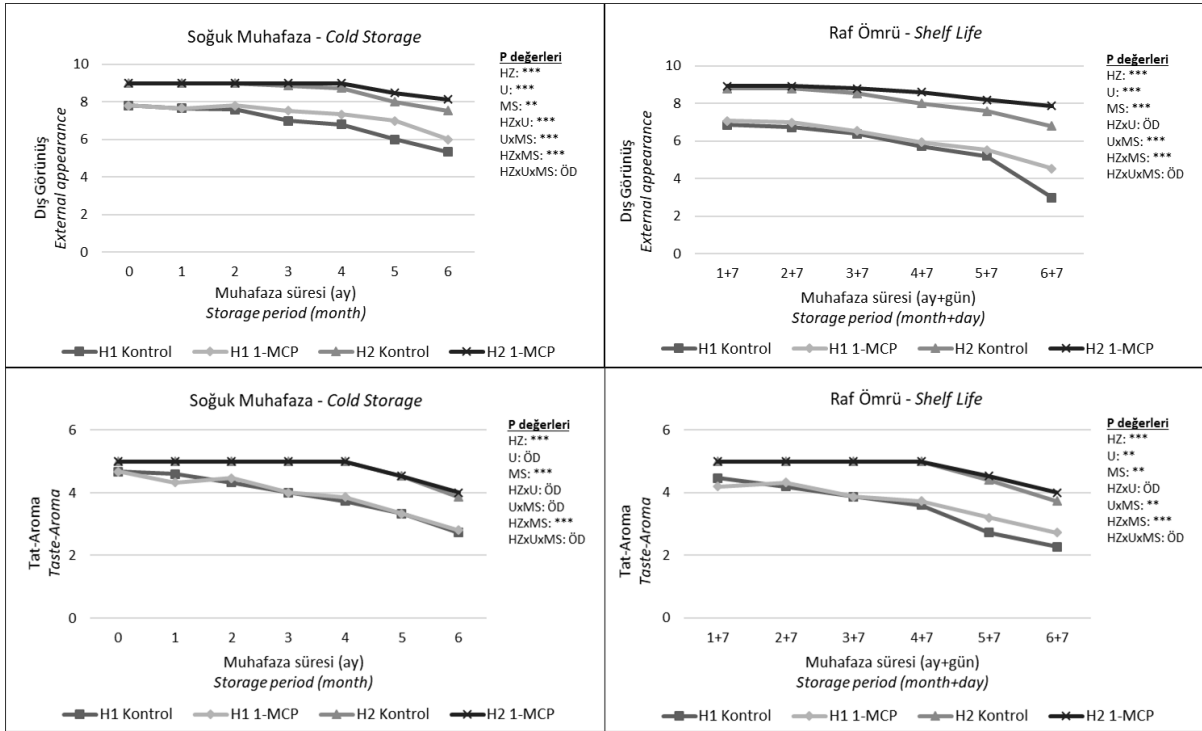 Soğuk Muhafaza - Cold Storage
P değerleri
HZ: ***
U: ***
MS: **
HZxU: ***
UxMS: ***
HZxMS: ***
HZxUxMS: ÖD
Dış Görünüş
External appearance
10
8
6
4
2
0
0 1 2 3 4 5 6
Muhafaza süresi (ay)
Storage period (month)
H1 Kontrol H1 1-MCP H2 Kontrol H2 1-MCP
Raf Ömrü - Shelf Life
P değerleri
HZ: ***
U: ***
MS: ***
HZxU: ÖD
UxMS: ***
HZxMS: ***
HZxUxMS: ÖD
Dış Görünüş
External appearance
10
8
6
4
2
0
1+7 2+7 3+7 4+7 5+7 6+7
Muhafaza süresi (ay+gün)
Storage period (month+day)
H1 Kontrol H1 1-MCP H2 Kontrol H2 1-MCP
Soğuk Muhafaza - Cold Storage
P değerleri
HZ: ***
U: ÖD
MS: ***
HZxU: ÖD
UxMS: ÖD
HZxMS: ***
HZxUxMS: ÖD
Tat-Aroma
Taste-Aroma
6
4
2
0
0 1 2 3 4 5 6
Muhafaza süresi (ay)
Storage period (month)
H1 Kontrol H1 1-MCP H2 Kontrol H2 1-MCP
Raf Ömrü - Shelf Life
P değerleri
HZ: ***
U: **
MS: **
HZxU: ÖD
UxMS: **
HZxMS: ***
HZxUxMS: ÖD
Tat-Aroma
Taste-Aroma
6
4
2
0
1+7 2+7 3+7 4+7 5+7 6+7
Muhafaza süresi (ay+gün)
Storage period (month+day)
H1 Kontrol H1 1-MCP H2 Kontrol H2 1-MCP